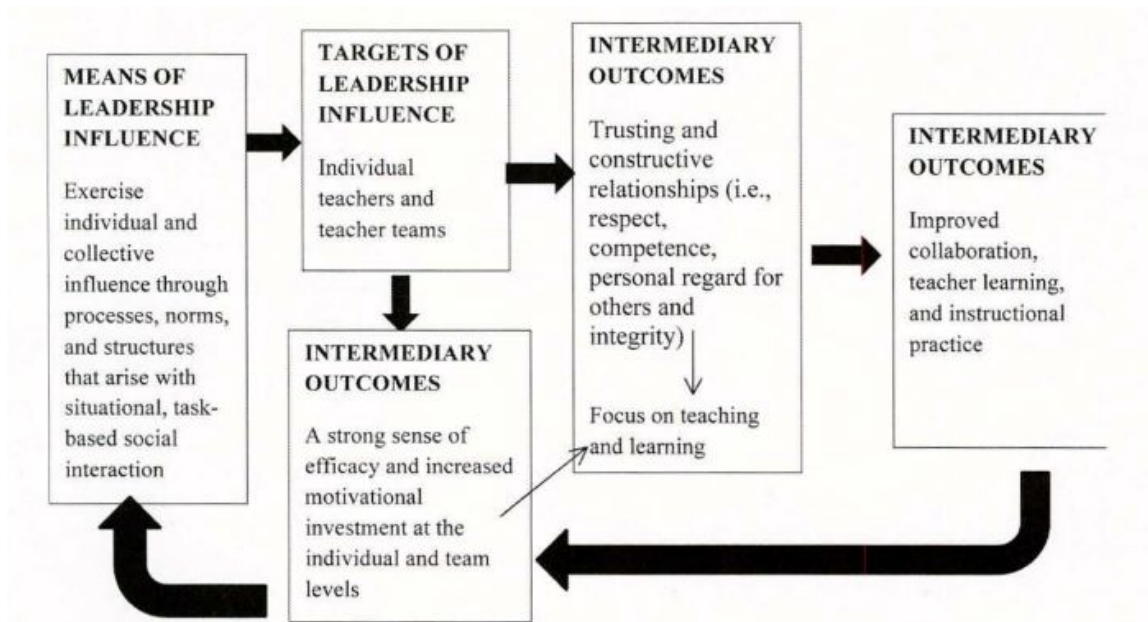 MEANS OF
LEADERSHIP
INFLUENCE
Exercise
individual and
collective
influence through
processes, norms,
and structures
that arise with
situational, task-
based social
interaction
TARGETS OF
LEADERSHIP
INFLUENCE
Individual
teachers and
teacher teams
INTERMEDIARY
OUTCOMES
A strong sense of
efficacy and increased
motivational
investment at the
individual and team
levels
INTERMEDIARY
OUTCOMES
Trusting and
constructive
relationships (i.e.,
respect,
competence,
personal regard for
others and
integrity)
Focus on teaching
and learning
INTERMEDIARY
OUTCOMES
Improved
collaboration,
teacher learning,
and instructional
practice